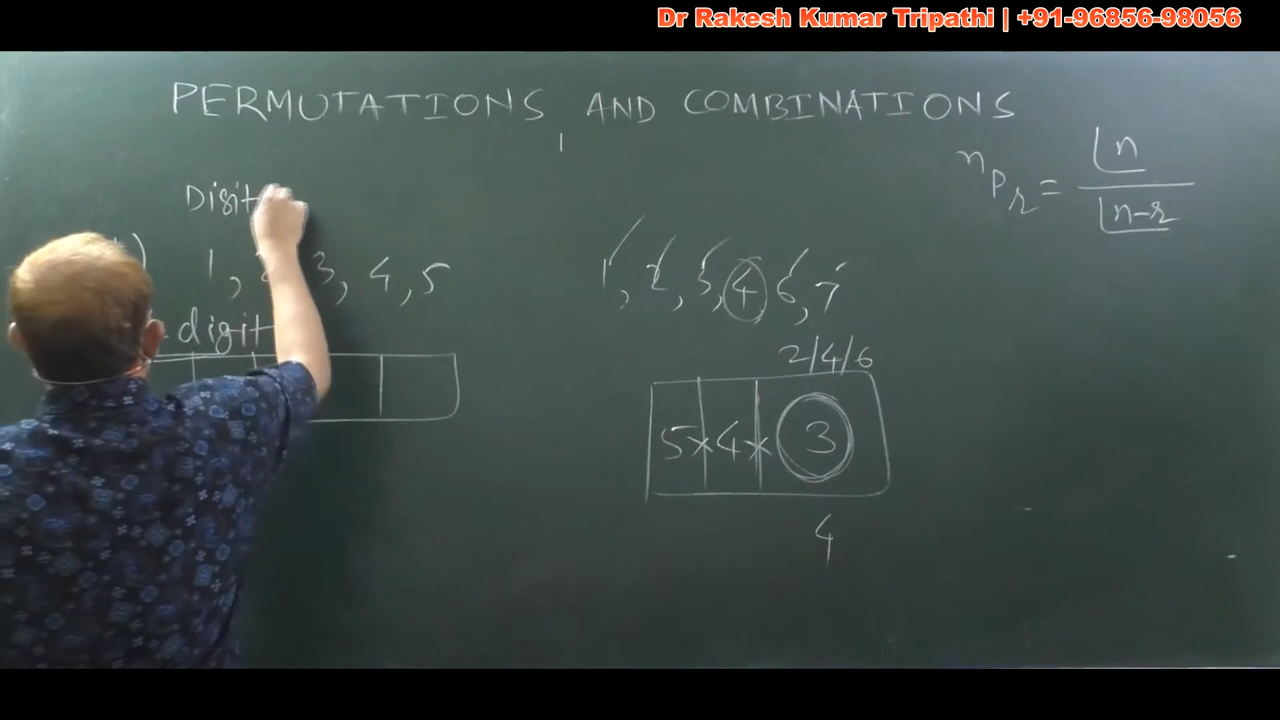 Dr Rakesh Kumar Tripathi | +91-96856-98056
PERMUTATIONS AND COMBINATIONS
nPr = ⌊n / ⌊n-r
Digit
1, 2, 3, 4, 5
digit
1, 2, 3, 4, 6, 7
2/4/6
5 × 4 × 3
4